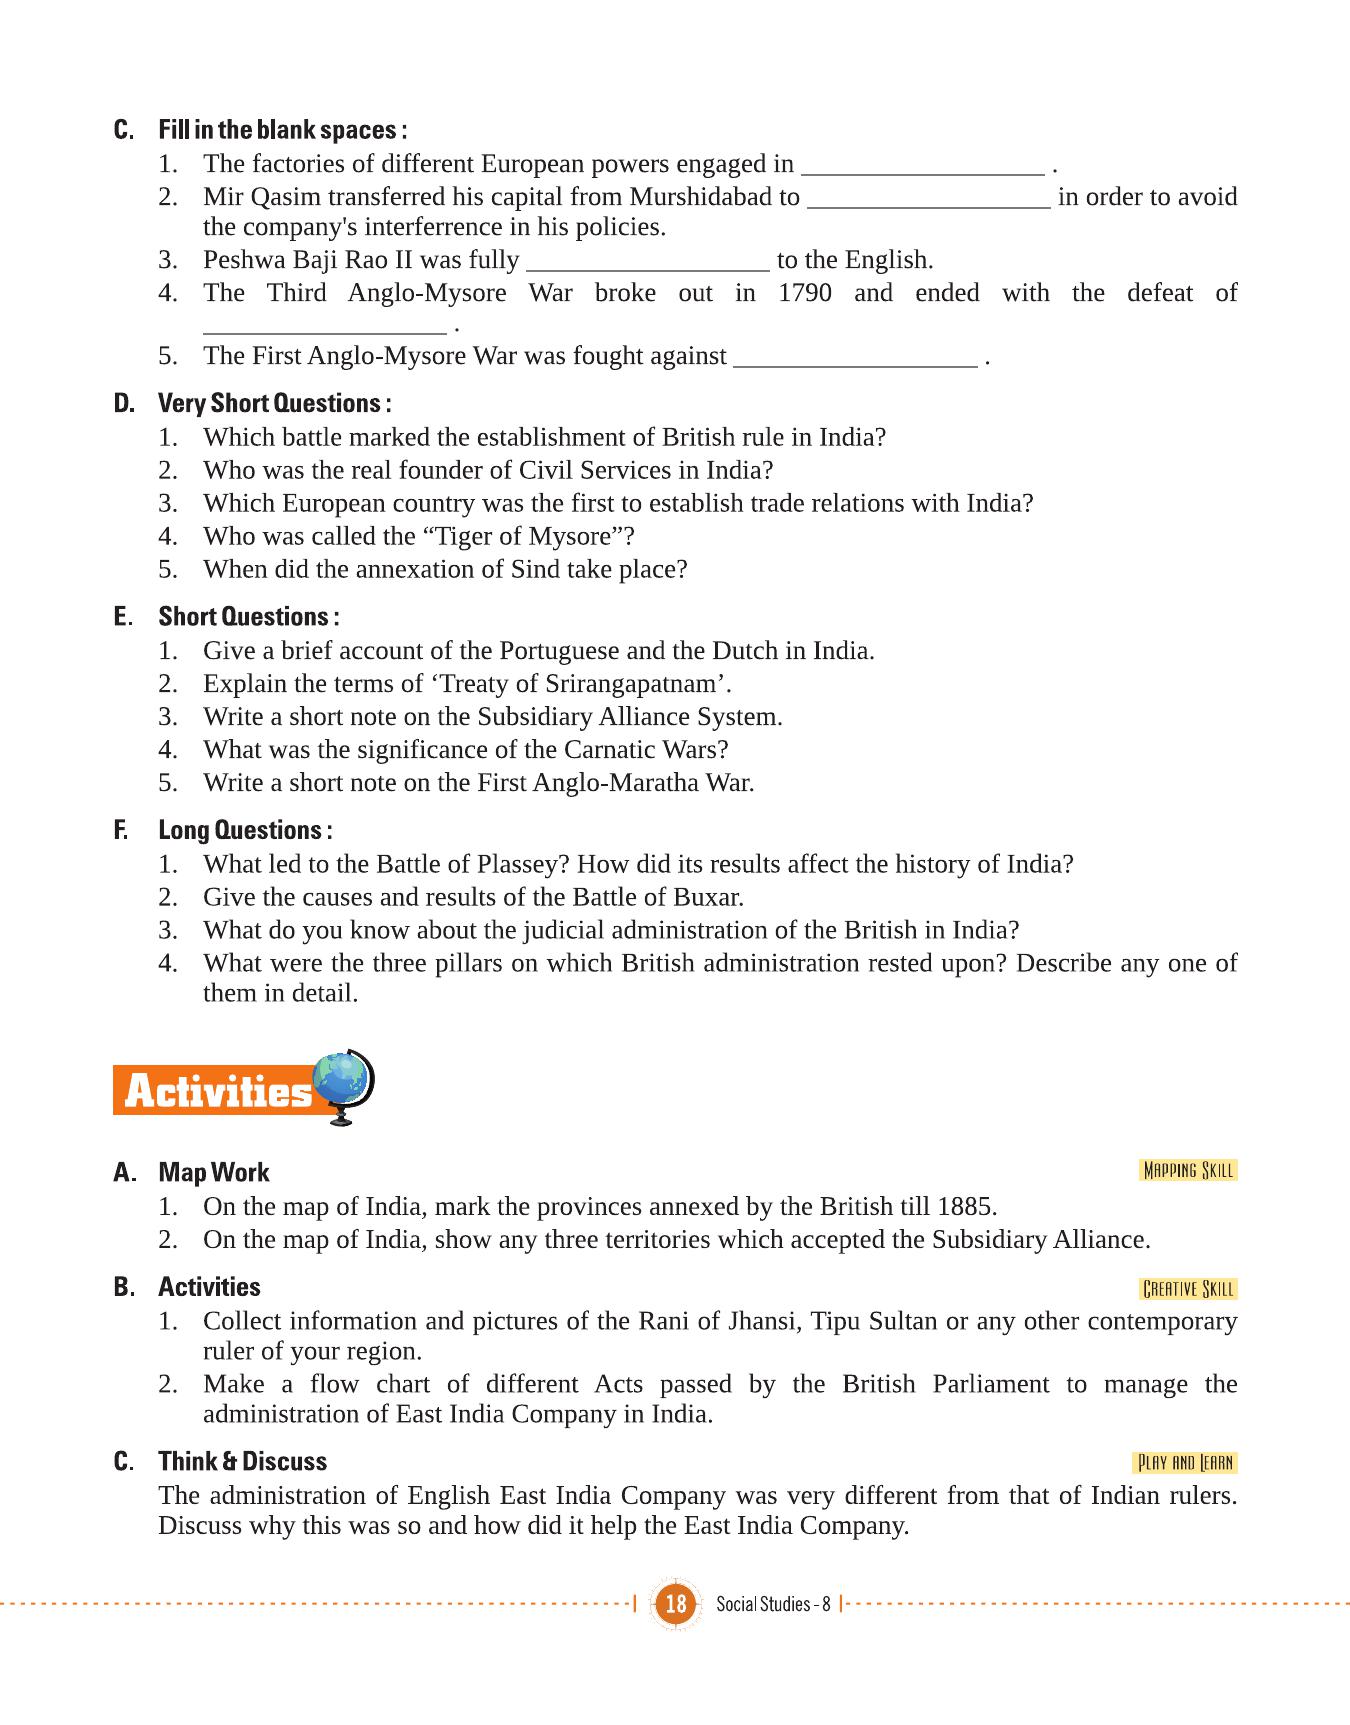 C. Fill in the blank spaces :
1. The factories of different European powers engaged in __________________ .
2. Mir Qasim transferred his capital from Murshidabad to __________________ in order to avoid
the company's interferrence in his policies.
3. Peshwa Baji Rao II was fully __________________ to the English.
4. The Third Anglo-Mysore War broke out in 1790 and ended with the defeat of
__________________ .
5. The First Anglo-Mysore War was fought against __________________ .
D. Very Short Questions :
1. Which battle marked the establishment of British rule in India?
2. Who was the real founder of Civil Services in India?
3. Which European country was the first to establish trade relations with India?
4. Who was called the “Tiger of Mysore”?
5. When did the annexation of Sind take place?
E. Short Questions :
1. Give a brief account of the Portuguese and the Dutch in India.
2. Explain the terms of ‘Treaty of Srirangapatnam’.
3. Write a short note on the Subsidiary Alliance System.
4. What was the significance of the Carnatic Wars?
5. Write a short note on the First Anglo-Maratha War.
F. Long Questions :
1. What led to the Battle of Plassey? How did its results affect the history of India?
2. Give the causes and results of the Battle of Buxar.
3. What do you know about the judicial administration of the British in India?
4. What were the three pillars on which British administration rested upon? Describe any one of
them in detail.
Activities
A. Map Work MAPPING SKILL
1. On the map of India, mark the provinces annexed by the British till 1885.
2. On the map of India, show any three territories which accepted the Subsidiary Alliance.
B. Activities CREATIVE SKILL
1. Collect information and pictures of the Rani of Jhansi, Tipu Sultan or any other contemporary
ruler of your region.
2. Make a flow chart of different Acts passed by the British Parliament to manage the
administration of East India Company in India.
C. Think & Discuss PLAY AND LEARN
The administration of English East India Company was very different from that of Indian rulers.
Discuss why this was so and how did it help the East India Company.
18 Social Studies - 8